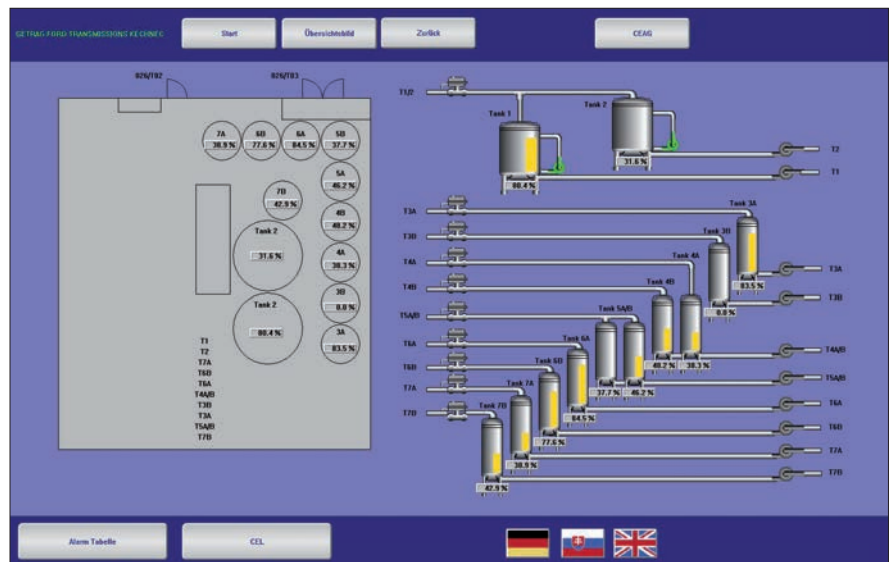 GETRAG FORD TRANSMISSIONS KECHNEC
Start
Übersichtsbild
Zurück
CEAG
026/T02
026/T03
7A
38.9 %
6B
77.6 %
6A
84.5 %
5B
37.7 %
5A
46.2 %
7B
42.9 %
4B
48.2 %
Tank 2
31.6 %
4A
38.3 %
3B
0.0 %
Tank 2
80.4 %
3A
83.5 %
T1
T2
T7A
T6B
T6A
T4A/B
T3B
T3A
T5A/B
T7B
T1/2
Tank 1
Tank 2
31.6 %
80.4 %
T2
T1
T3A
T3B
T4A
T4B
T5A/B
T6A
T6B
T7A
T7B
Tank 3A
Tank 3B
Tank 4A
Tank 4B
Tank 5A/B
Tank 6A
Tank 6B
Tank 7A
Tank 7B
83.5 %
0.0 %
48.2 %
38.3 %
37.7 %
46.2 %
84.5 %
77.6 %
38.9 %
42.9 %
T3A
T3B
T4A/B
T5A/B
T6A
T6B
T7A
T7B
Alarm Tabelle
CEL